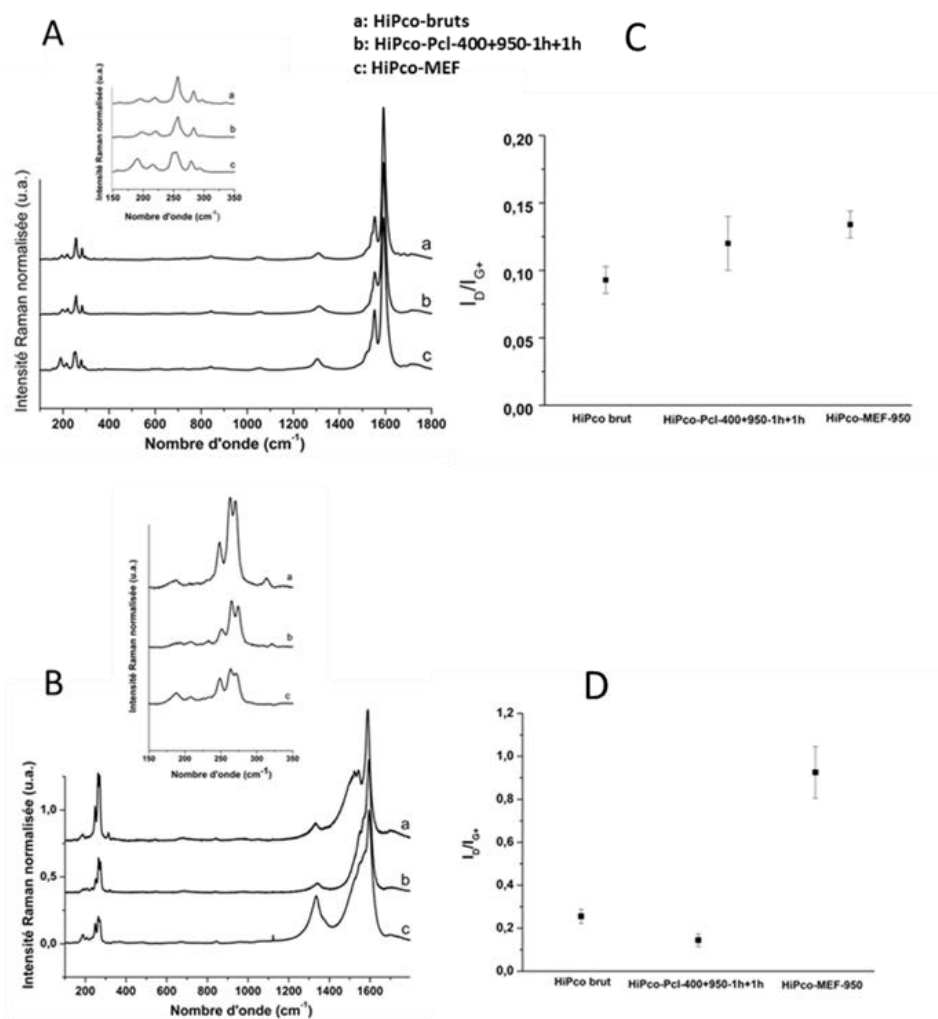 a: HiPco-bruts
b: HiPco-Pcl-400+950-1h+1h
c: HiPco-MEF
A
Intensité Raman normalisée (u.a.)
a
b
c
150 200 250 300 350
Nombre d'onde (cm-1)
Intensité Raman normalisée (u.a.)
a
b
c
200 400 600 800 1000 1200 1400 1600 1800
Nombre d'onde (cm-1)
C
0,20
0,15
0,10
0,05
0,00
ID/IG+
HiPco brut HiPco-Pcl-400+950-1h+1h HiPco-MEF-950
B
Intensité Raman normalisée (u.a.)
a
b
c
150 200 250 300 350
Nombre d'onde (cm-1)
Intensité Raman normalisée (u.a.)
1,0
0,5
0,0
a
b
c
200 400 600 800 1000 1200 1400 1600
Nombre d'onde (cm-1)
D
1,2
1,0
0,8
0,6
0,4
0,2
0,0
ID/IG+
HiPco brut HiPco-Pcl-400+950-1h+1h HiPco-MEF-950